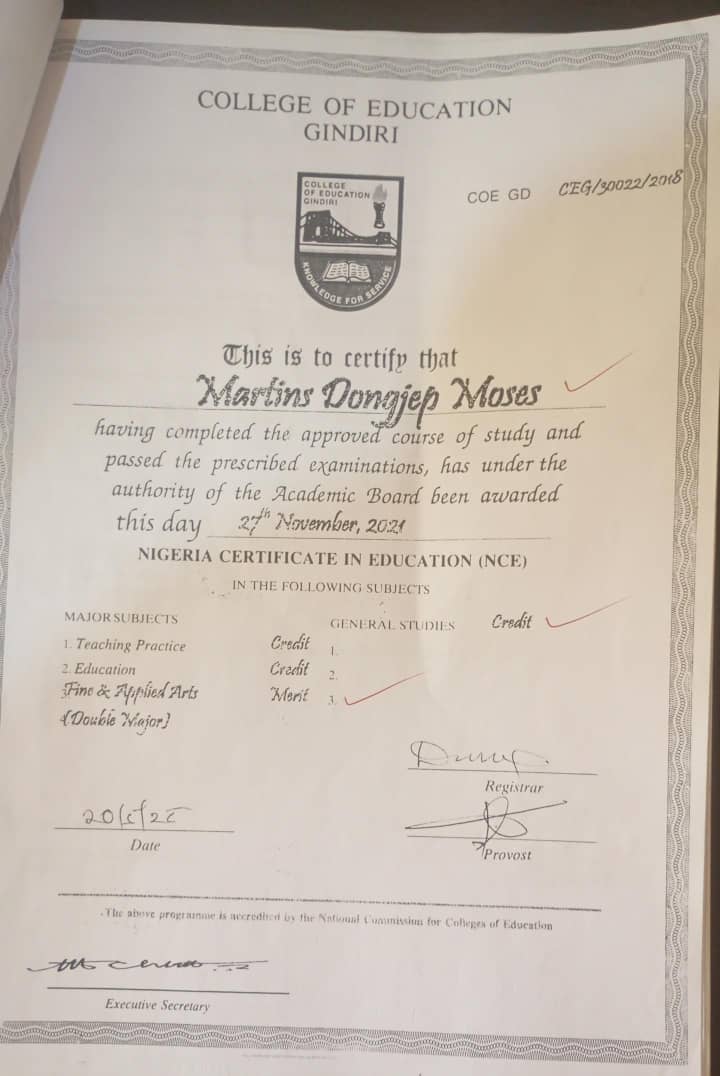 COLLEGE OF EDUCATION
GINDIRI
COLLEGE
OF EDUCATION
GINDIRI
KNOWLEDGE FOR SERVICE
COE GD CEG/30022/2018
This is to certify that
Martins Dongjep Moses
having completed the approved course of study and
passed the prescribed examinations, has under the
authority of the Academic Board been awarded
this day 27th November, 2021
NIGERIA CERTIFICATE IN EDUCATION (NCE)
IN THE FOLLOWING SUBJECTS
MAJOR SUBJECTS GENERAL STUDIES Credit
1. Teaching Practice Credit 1.
2. Education Credit 2.
3. Fine & Applied Arts Merit 3.
4. (Double Major)
Registrar
Date
Provost
The above programme is accredited by the National Commission for Colleges of Education
Executive Secretary